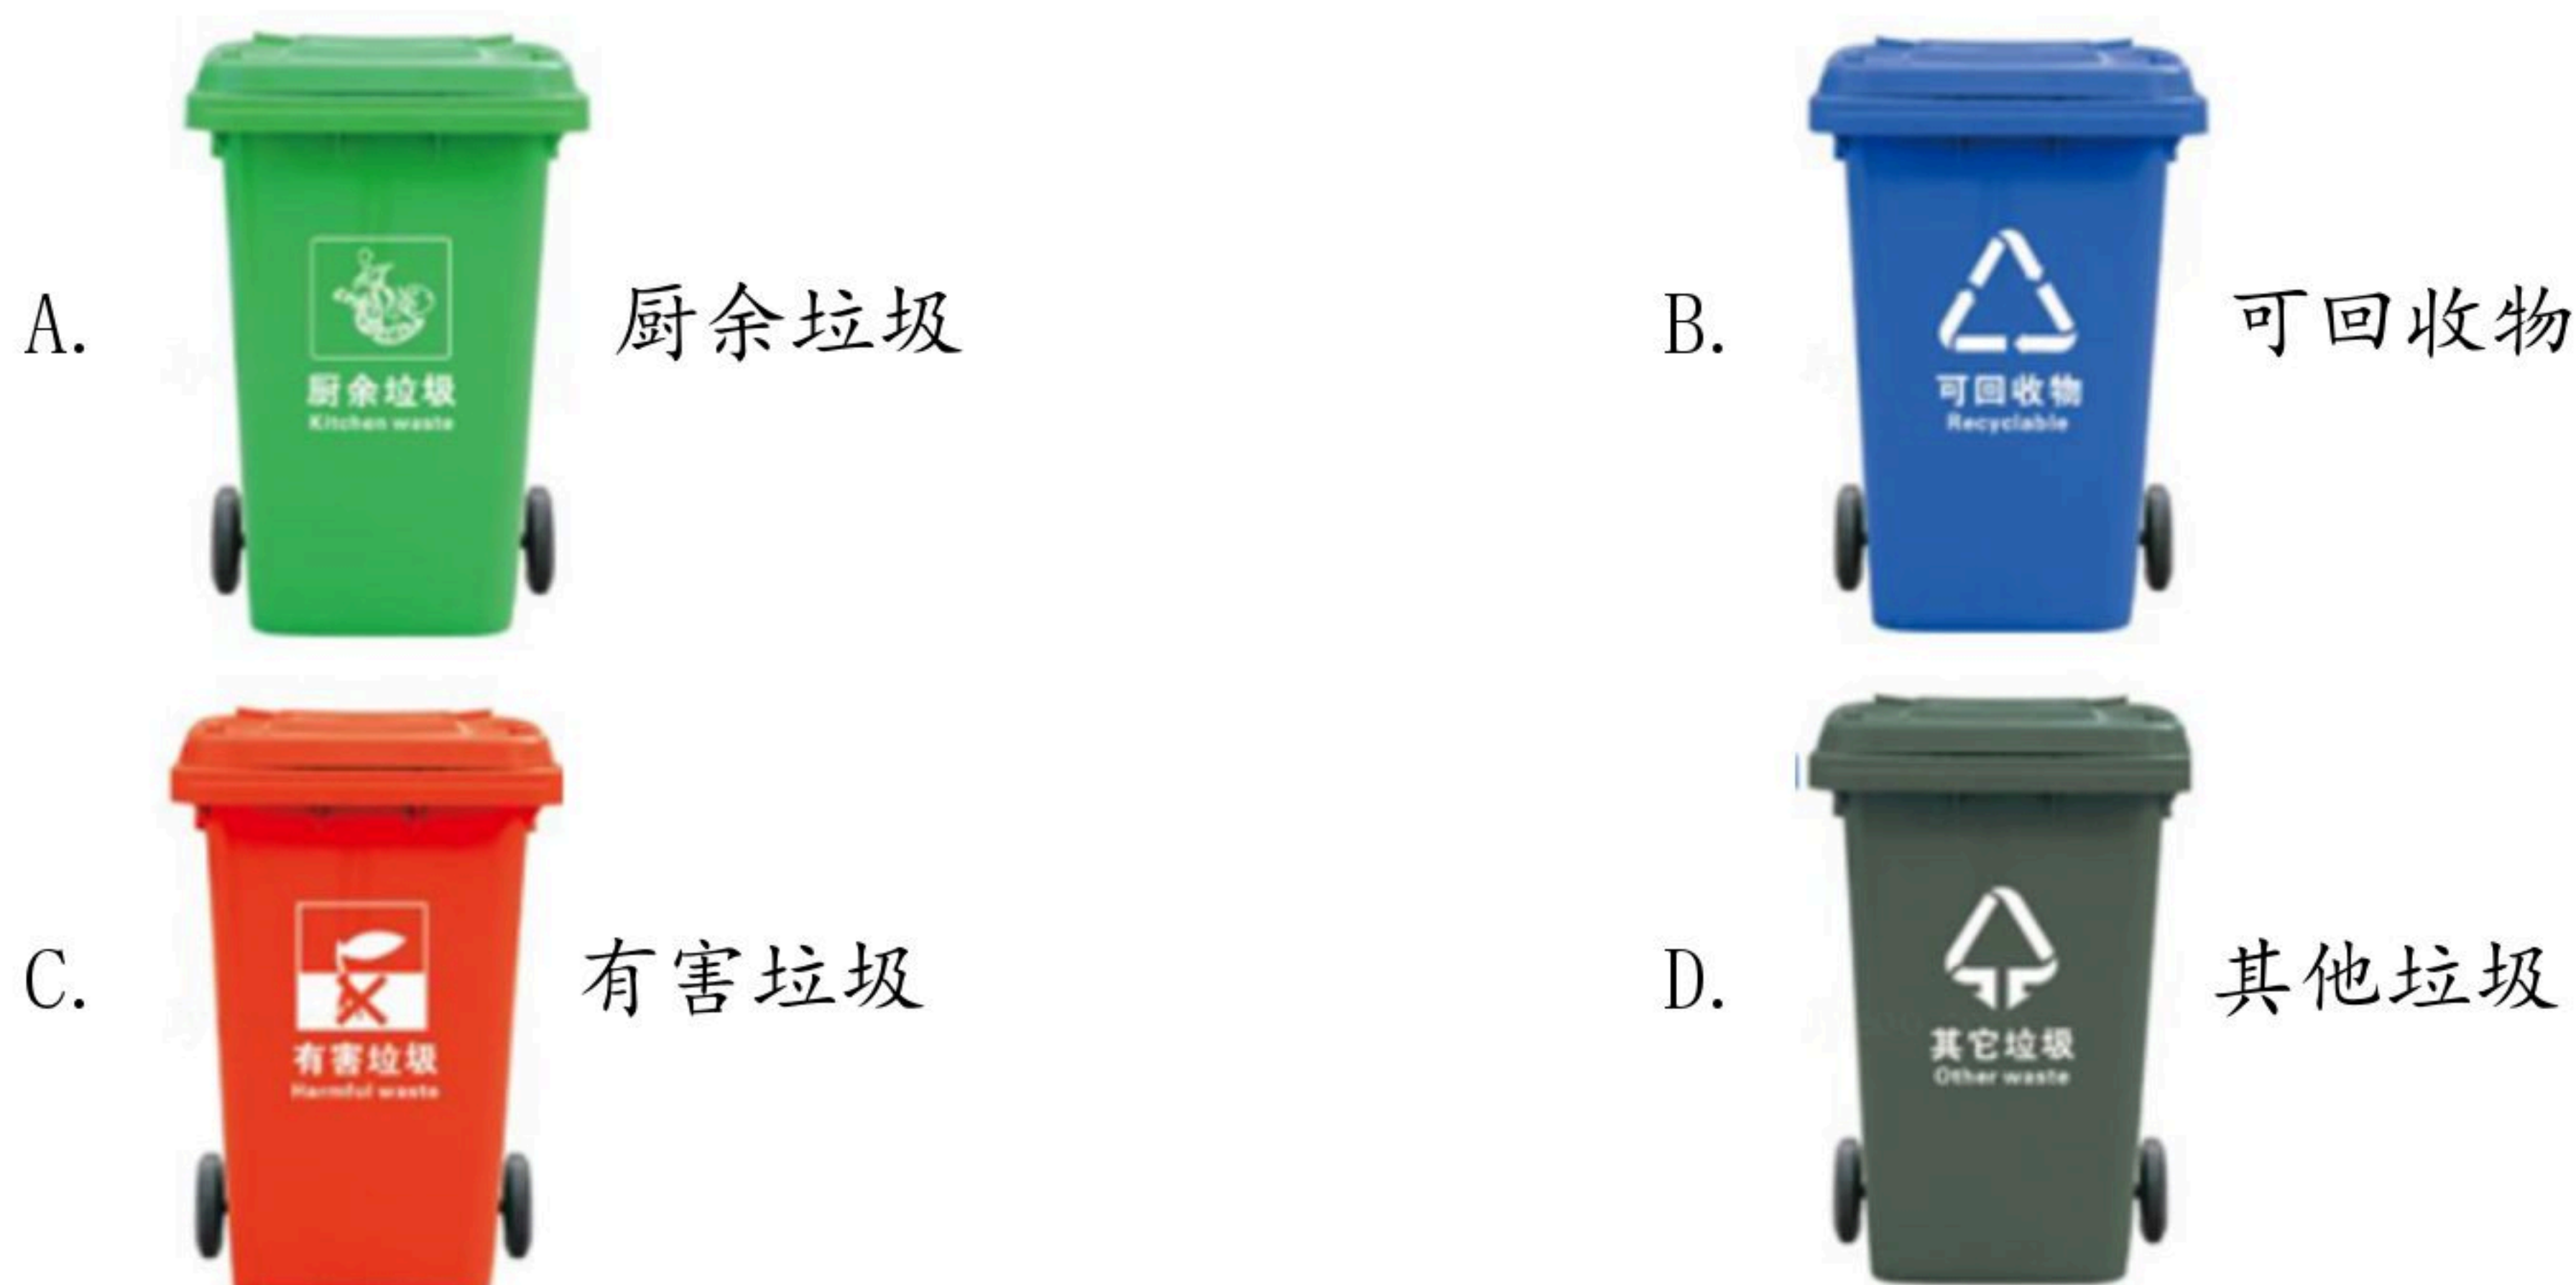 A.
厨余垃圾
Kitchen waste
厨余垃圾
B.
可回收物
Recyclable
可回收物
C.
有害垃圾
Harmful waste
有害垃圾
D.
其它垃圾
Other waste
其他垃圾